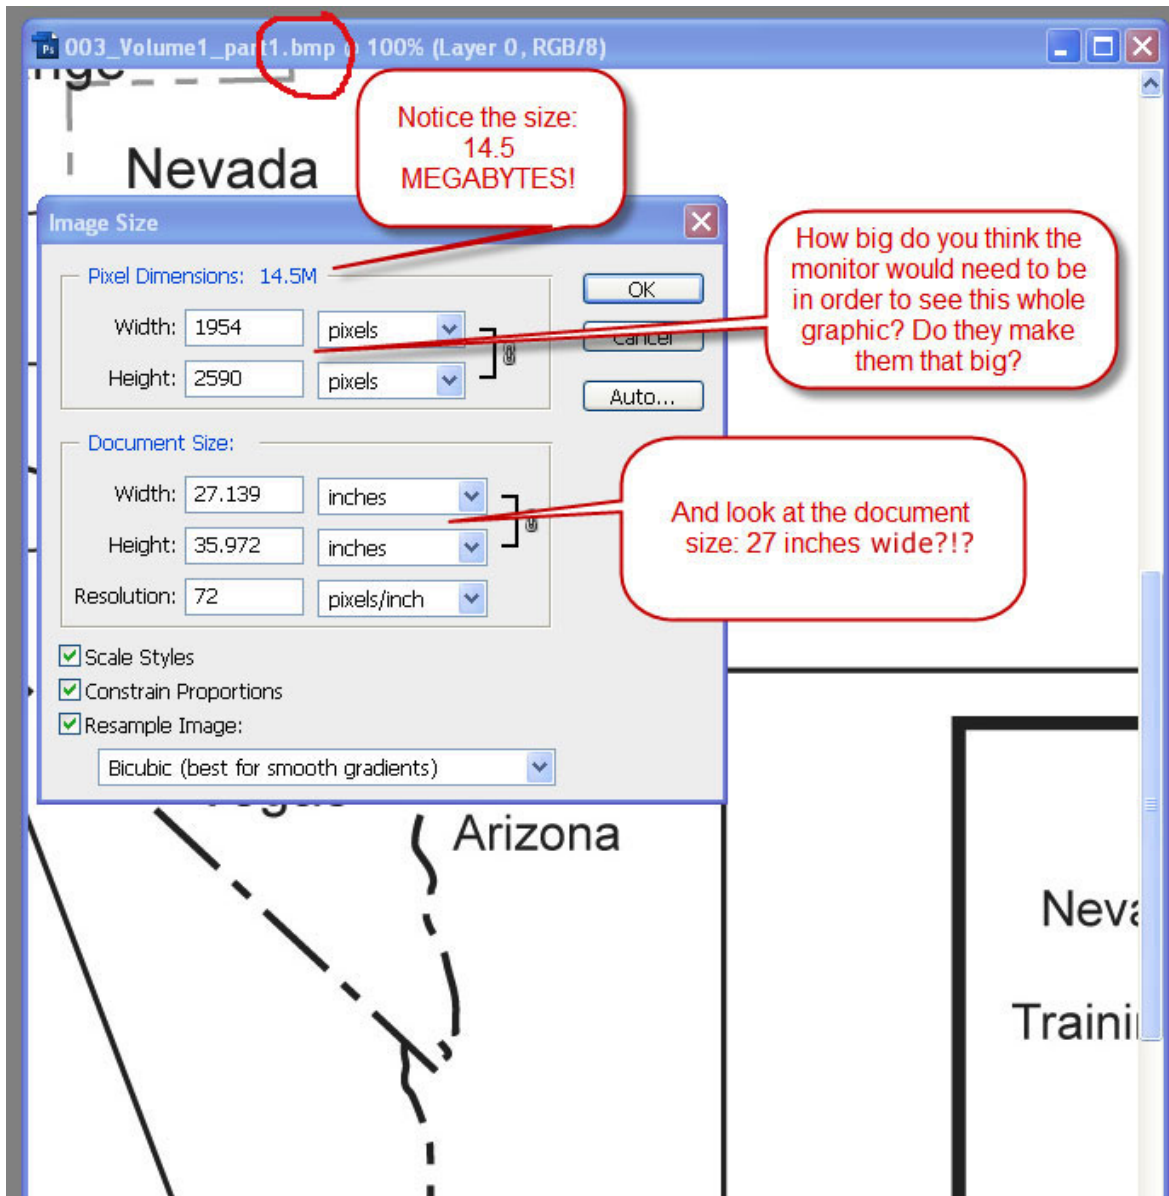 003_Volume1_part1.bmp @ 100% (Layer 0, RGB/8)
Nevada
Notice the size:
14.5
MEGABYTES!
Image Size
Pixel Dimensions: 14.5M
Width: 1954 pixels
Height: 2590 pixels
OK
Cancel
Auto...
How big do you think the
monitor would need to be
in order to see this whole
graphic? Do they make
them that big?
Document Size:
Width: 27.139 inches
Height: 35.972 inches
Resolution: 72 pixels/inch
And look at the document
size: 27 inches wide?!?
Scale Styles
Constrain Proportions
Resample Image:
Bicubic (best for smooth gradients)
Arizona
Neva
Traini